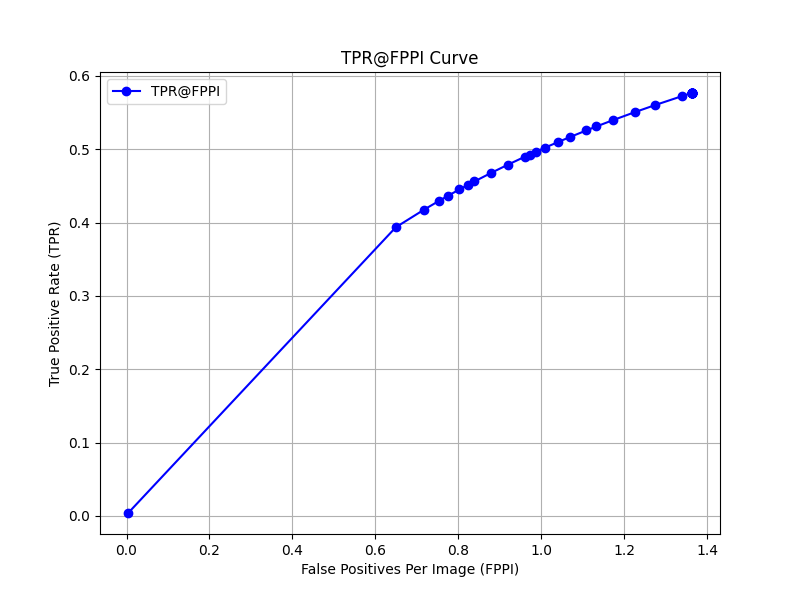 TPR@FPPI Curve
TPR@FPPI
True Positive Rate (TPR)
0.6
0.5
0.4
0.3
0.2
0.1
0.0
0.0 0.2 0.4 0.6 0.8 1.0 1.2 1.4
False Positives Per Image (FPPI)